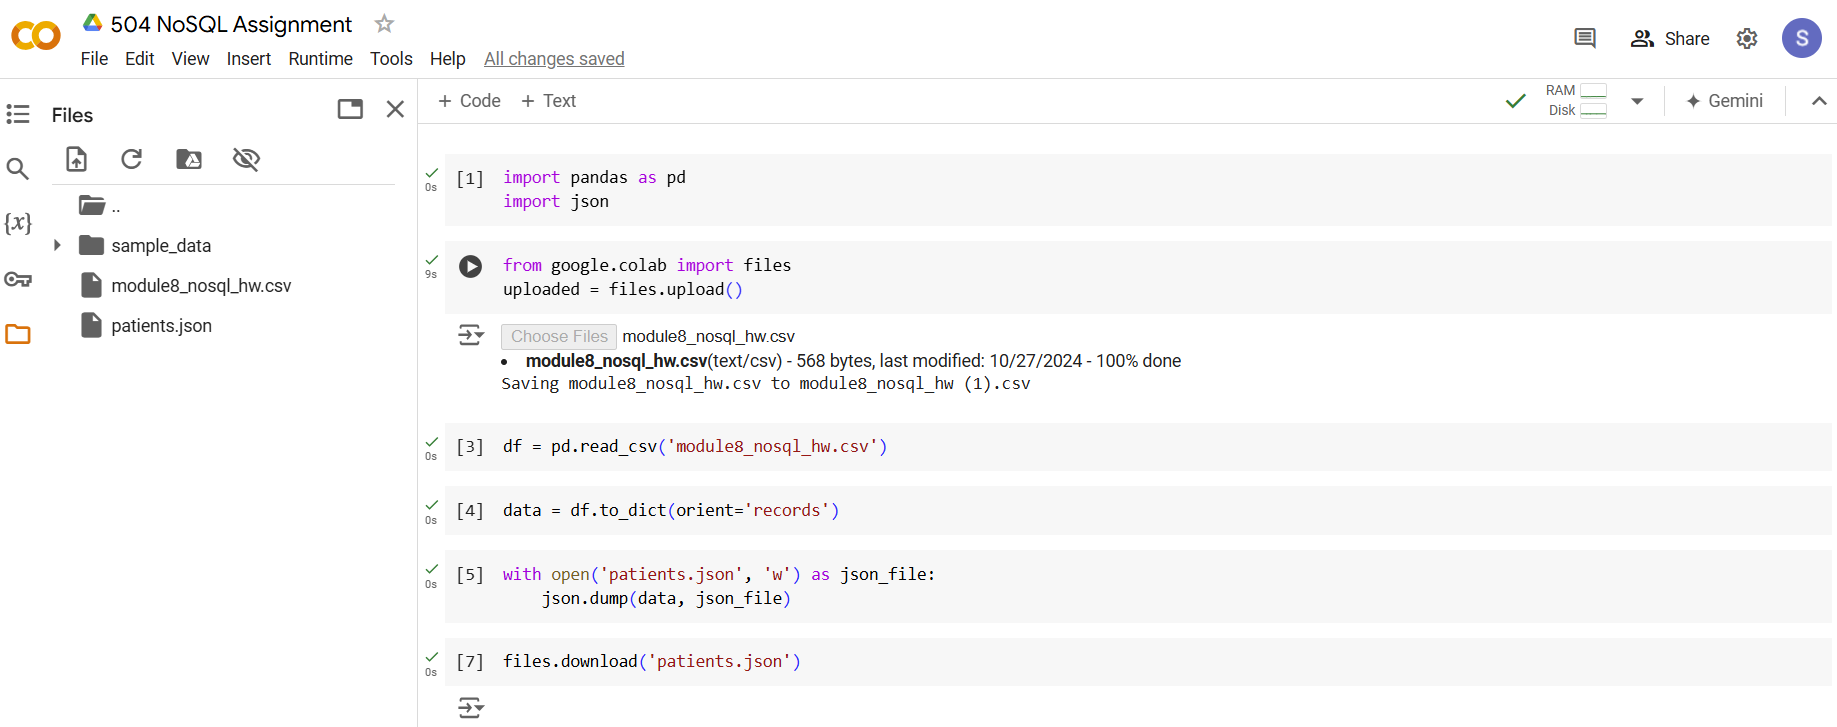 504 NoSQL Assignment
File Edit View Insert Runtime Tools Help All changes saved
Share
S
Files
..
sample_data
module8_nosql_hw.csv
patients.json
{x}
+ Code + Text
RAM
Disk
Gemini
0s
[1] import pandas as pd
import json
9s
from google.colab import files
uploaded = files.upload()
Choose Files module8_nosql_hw.csv
• module8_nosql_hw.csv(text/csv) - 568 bytes, last modified: 10/27/2024 - 100% done
Saving module8_nosql_hw.csv to module8_nosql_hw (1).csv
0s
[3] df = pd.read_csv('module8_nosql_hw.csv')
0s
[4] data = df.to_dict(orient='records')
0s
[5] with open('patients.json', 'w') as json_file:
    json.dump(data, json_file)
0s
[7] files.download('patients.json')